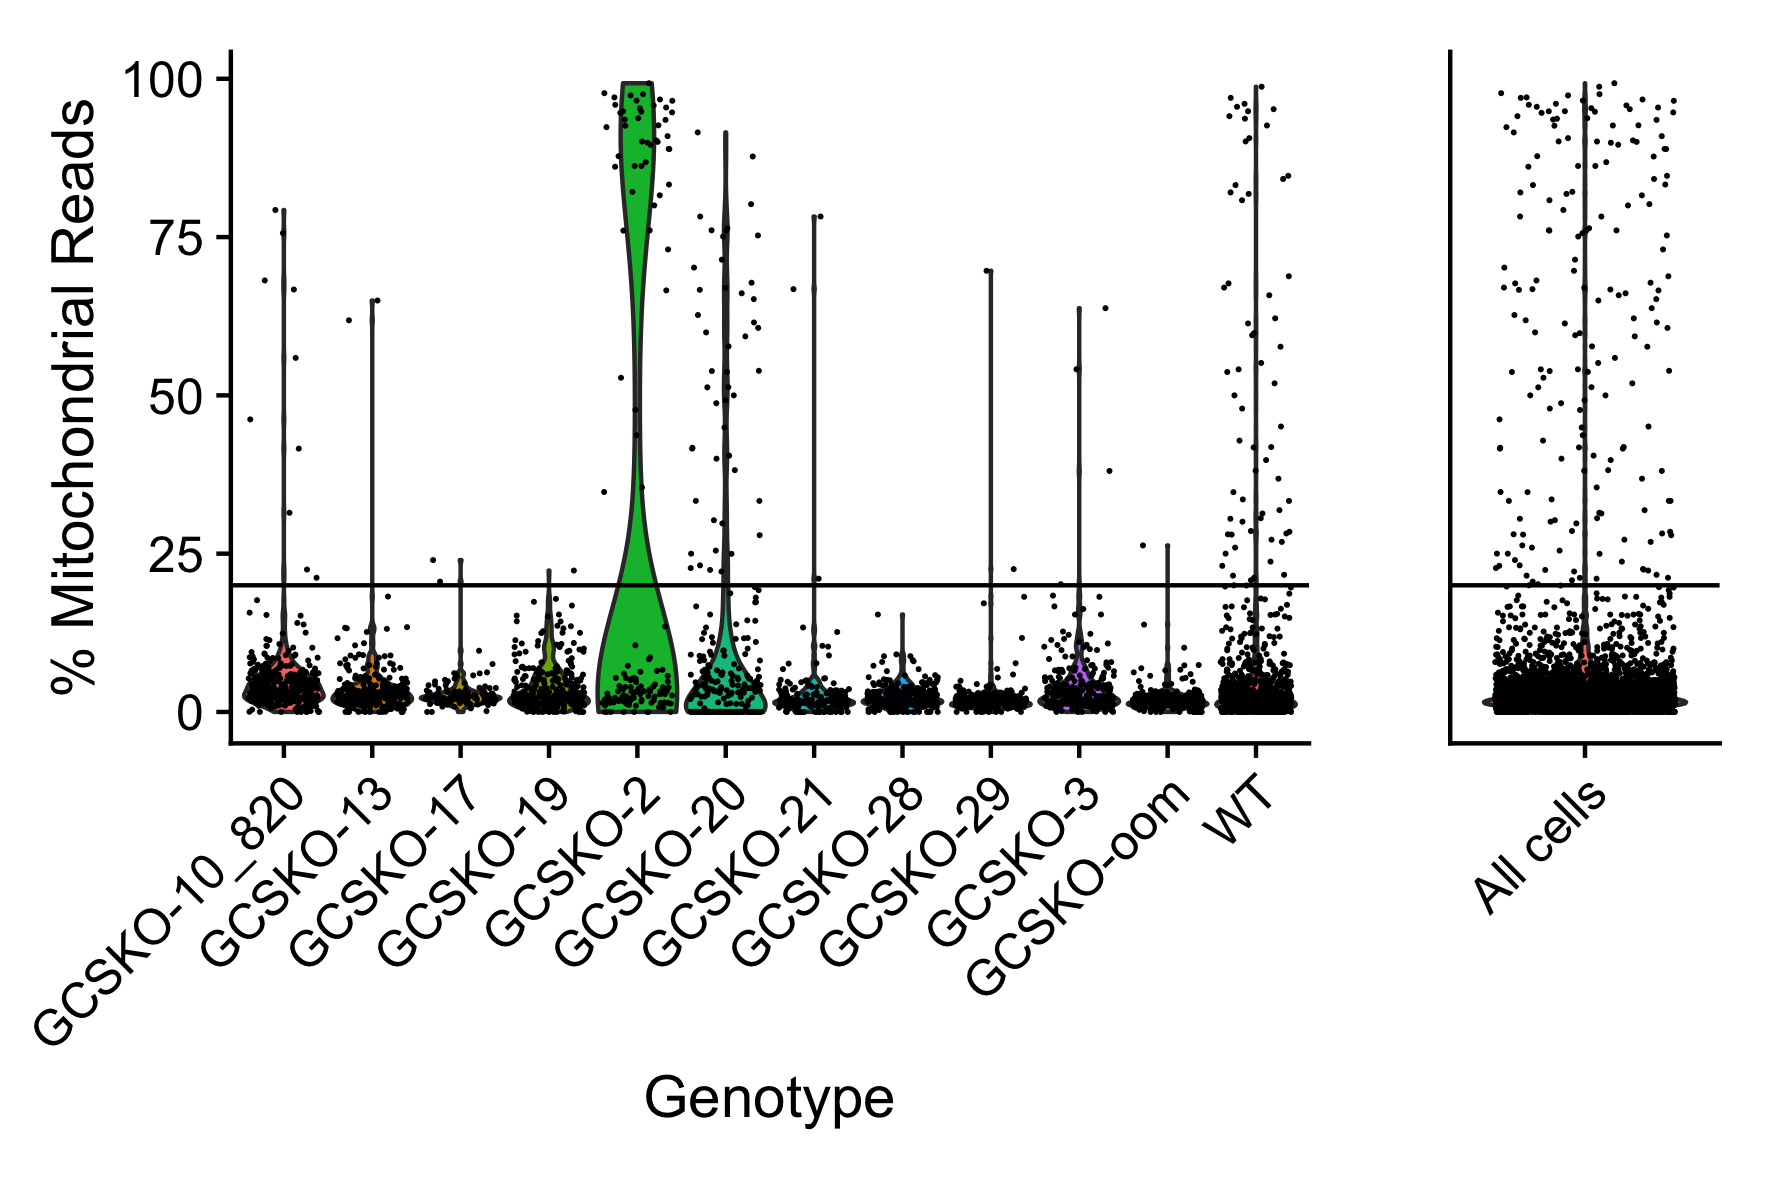 % Mitochondrial Reads
100
75
50
25
0
GCSKO-10_820
GCSKO-13
GCSKO-17
GCSKO-19
GCSKO-2
GCSKO-20
GCSKO-21
GCSKO-28
GCSKO-29
GCSKO-3
GCSKO-oom
WT
All cells
Genotype